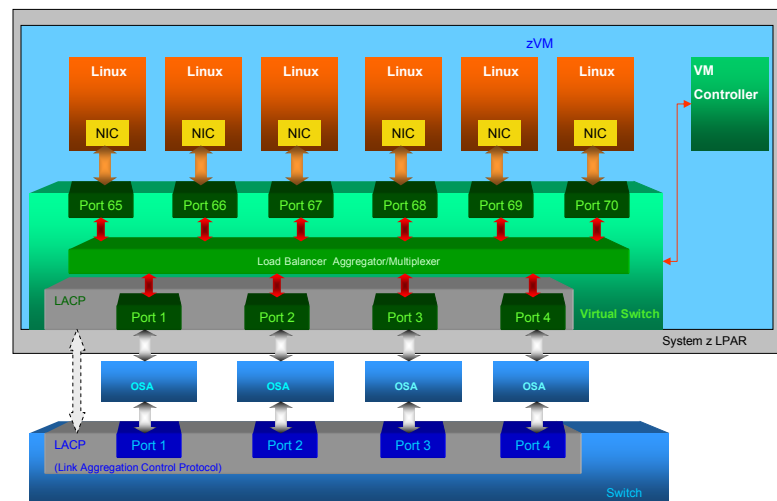 zVM
Linux Linux Linux Linux Linux Linux
VM
Controller
NIC NIC NIC NIC NIC NIC
Port 65 Port 66 Port 67 Port 68 Port 69 Port 70
Load Balancer Aggregator/Multiplexer
LACP
Port 1 Port 2 Port 3 Port 4
Virtual Switch
System z LPAR
OSA OSA OSA OSA
LACP
Port 1 Port 2 Port 3 Port 4
(Link Aggregation Control Protocol)
Switch